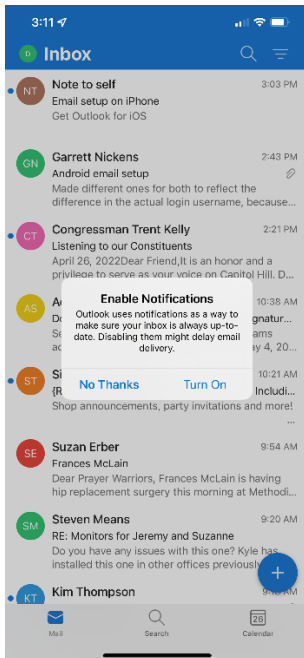 3:11
D Inbox
NT Note to self 3:03 PM
Email setup on iPhone
Get Outlook for iOS
GN Garrett Nickens 2:43 PM
Android email setup
Made different ones for both to reflect the
difference in the actual login username, because...
CT Congressman Trent Kelly 2:21 PM
Listening to our Constituents
April 26, 2022Dear Friend,It is an honor and a
privilege to serve as your voice on Capitol Hill. D...
AS 10:38 AM
Enable Notifications
Outlook uses notifications as a way to
make sure your inbox is always up-to-
date. Disabling them might delay email
delivery.
No Thanks Turn On
ST 10:21 AM
Includi...
Shop announcements, party invitations and more!
...
SE Suzan Erber 9:54 AM
Frances McLain
Dear Prayer Warriors, Frances McLain is having
hip replacement surgery this morning at Methodi...
SM Steven Means 9:20 AM
RE: Monitors for Jeremy and Suzanne
Do you have any issues with this one? Kyle has
installed this one in other offices previously
KT Kim Thompson AM
Mail Search 26 Calendar